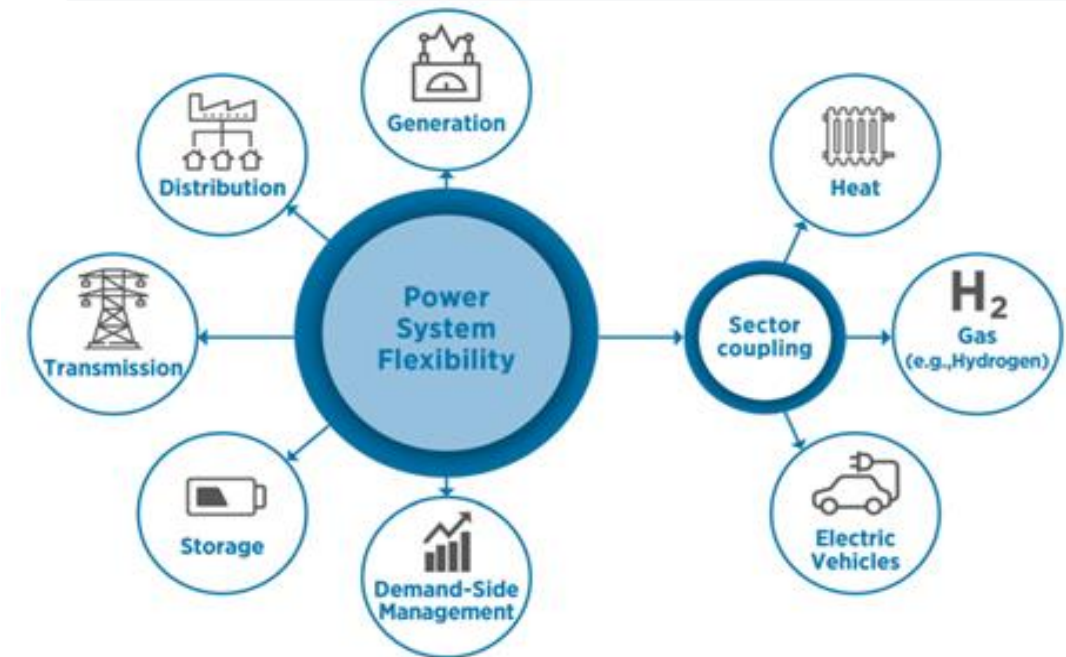 Generation
Distribution
Heat
Power
System
Flexibility
Sector
coupling
H₂
Gas
(e.g.,Hydrogen)
Transmission
Storage
Demand-Side
Management
Electric
Vehicles